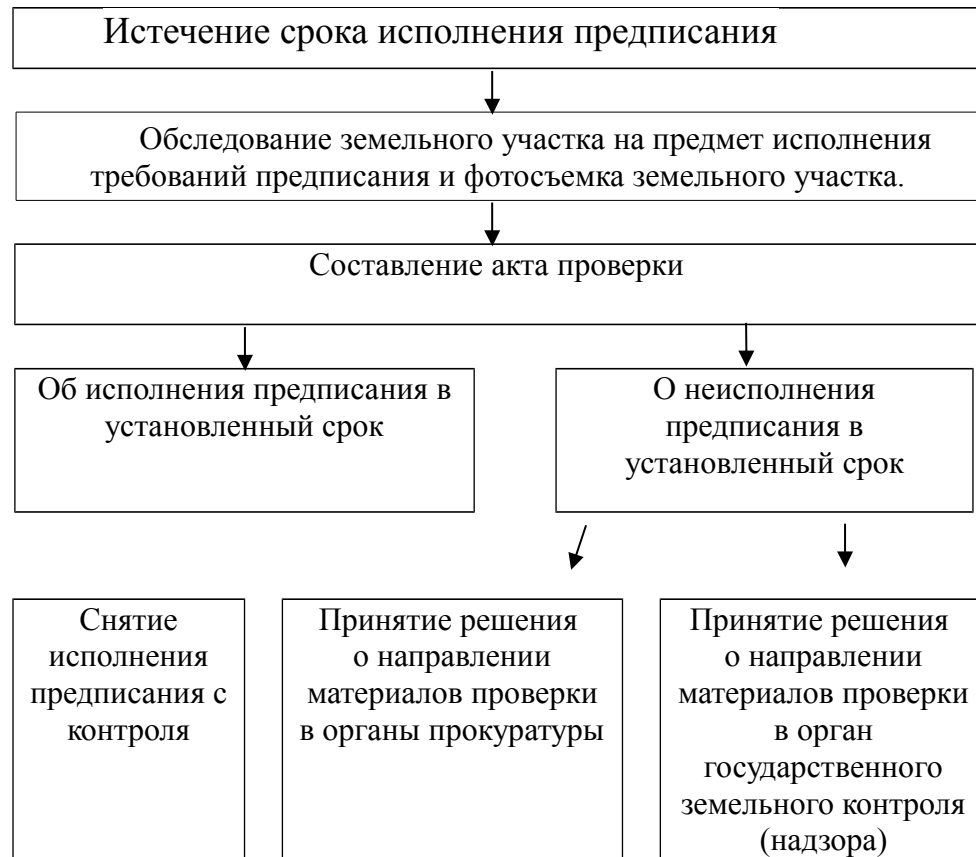 Истечение срока исполнения предписания
Обследование земельного участка на предмет исполнения
требований предписания и фотосъемка земельного участка.
Составление акта проверки
Об исполнения предписания в
установленный срок
О неисполнения
предписания в
установленный срок
Снятие
исполнения
предписания с
контроля
Принятие решения
о направлении
материалов проверки
в органы прокуратуры
Принятие решения
о направлении
материалов проверки
в орган
государственного
земельного контроля
(надзора)